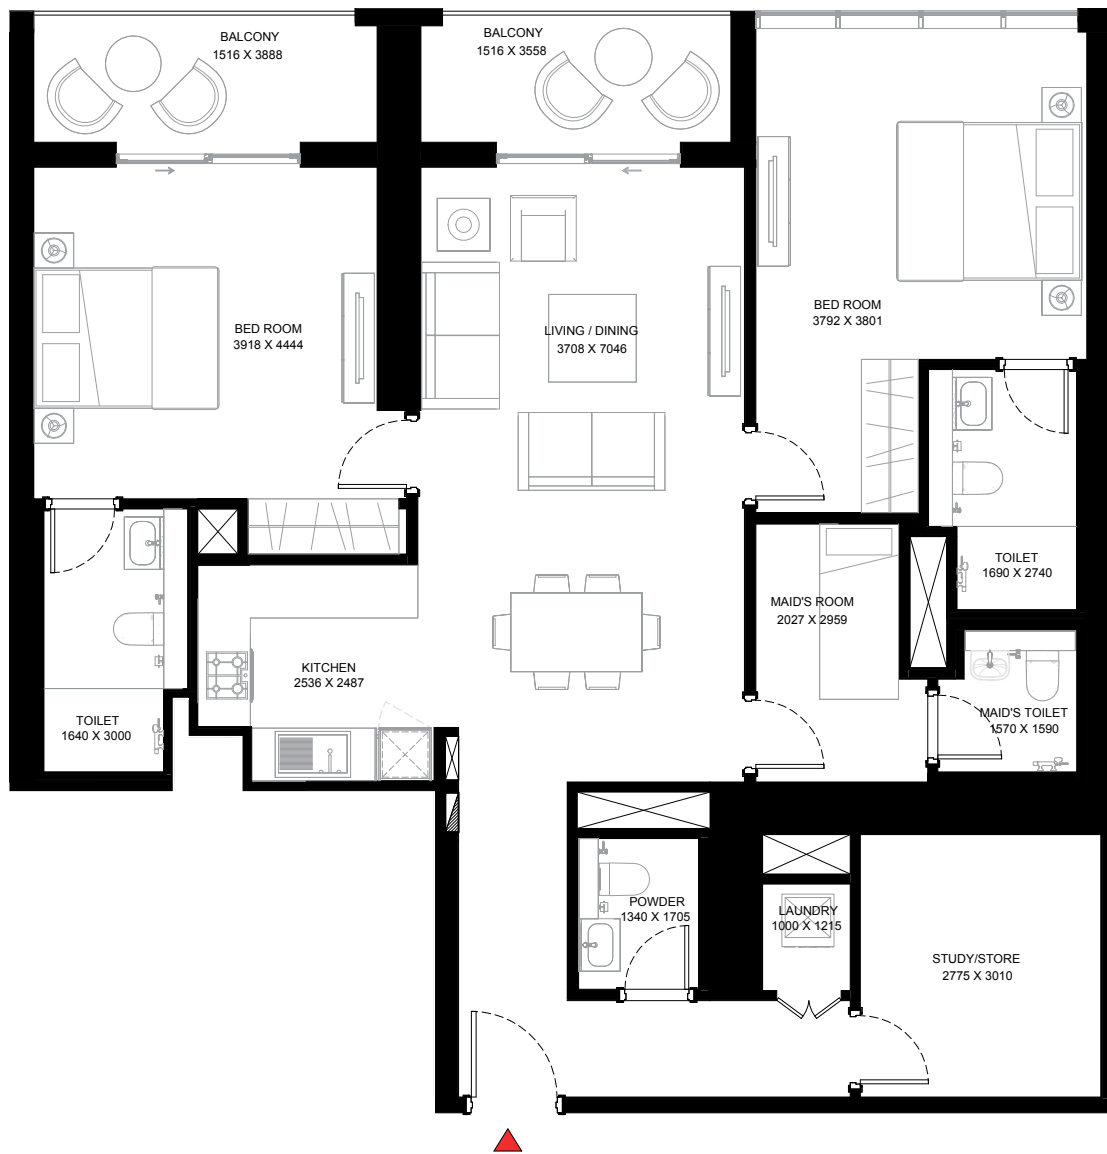 BALCONY
1516 X 3888
BALCONY
1516 X 3558
BED ROOM
3918 X 4444
LIVING / DINING
3708 X 7046
BED ROOM
3792 X 3801
TOILET
1690 X 2740
MAID'S ROOM
2027 X 2959
KITCHEN
2536 X 2487
TOILET
1640 X 3000
MAID'S TOILET
1570 X 1590
POWDER
1340 X 1705
LAUNDRY
1000 X 1215
STUDY/STORE
2775 X 3010